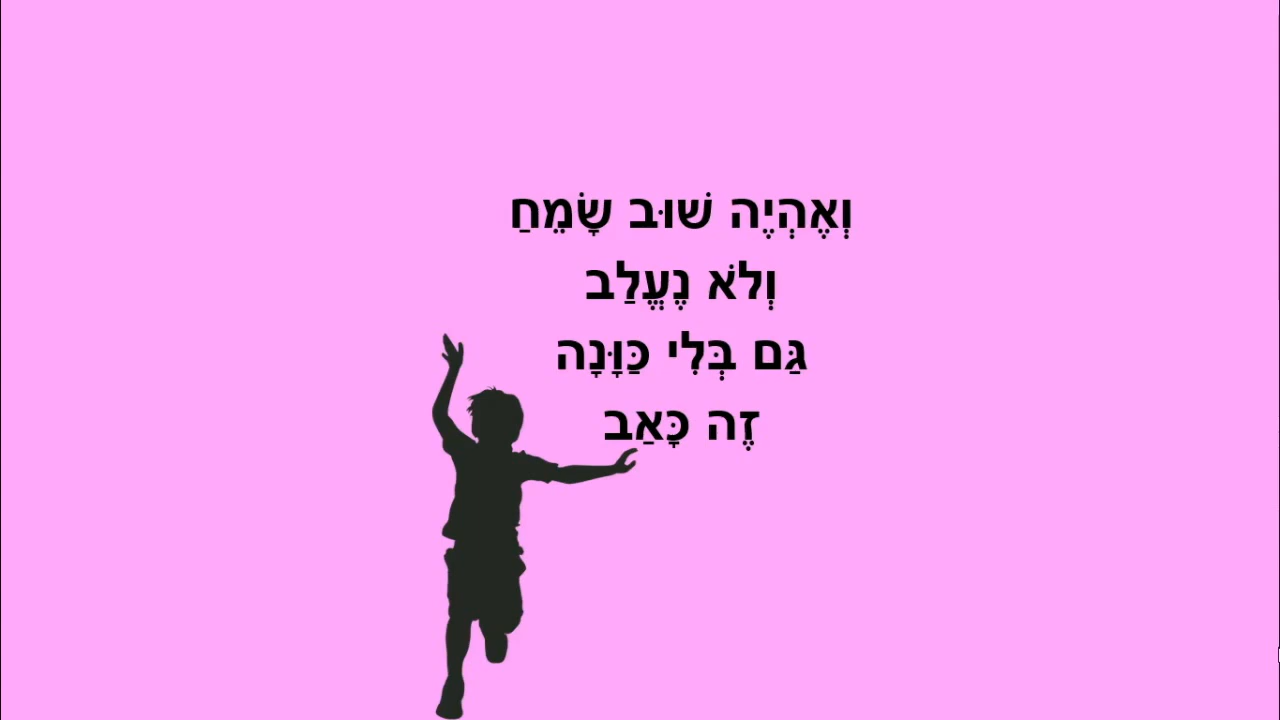 וְאֶהְיֶה שׁוּב שָׂמֵחַ
וְלֹא נֶעֱלַב
גַּם בְּלִי כַּוָּנָה
זֶה כָּאַב